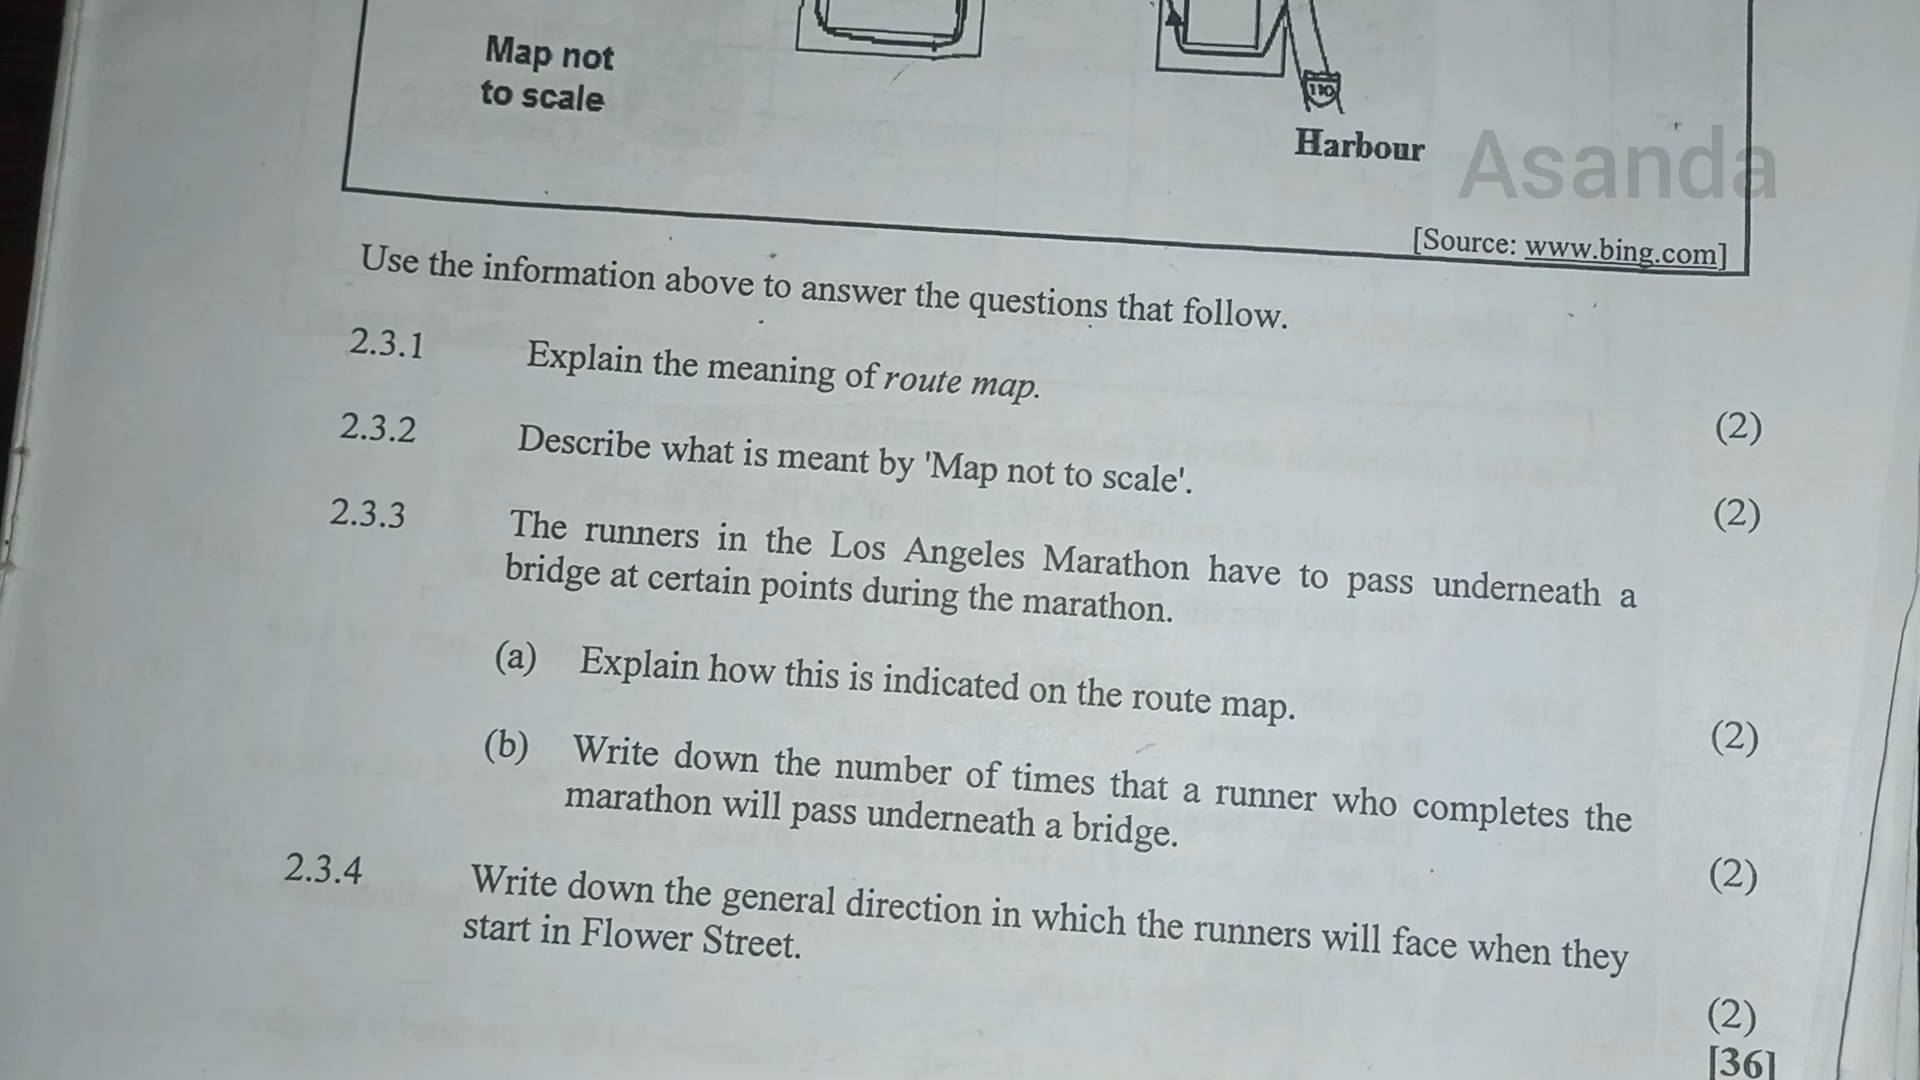 Map not
to scale
110
Harbour
Asanda
[Source: www.bing.com]
Use the information above to answer the questions that follow.
2.3.1 Explain the meaning of route map. (2)
2.3.2 Describe what is meant by 'Map not to scale'. (2)
2.3.3 The runners in the Los Angeles Marathon have to pass underneath a
bridge at certain points during the marathon.
(a) Explain how this is indicated on the route map. (2)
(b) Write down the number of times that a runner who completes the
marathon will pass underneath a bridge. (2)
2.3.4 Write down the general direction in which the runners will face when they
start in Flower Street. (2)
[36]